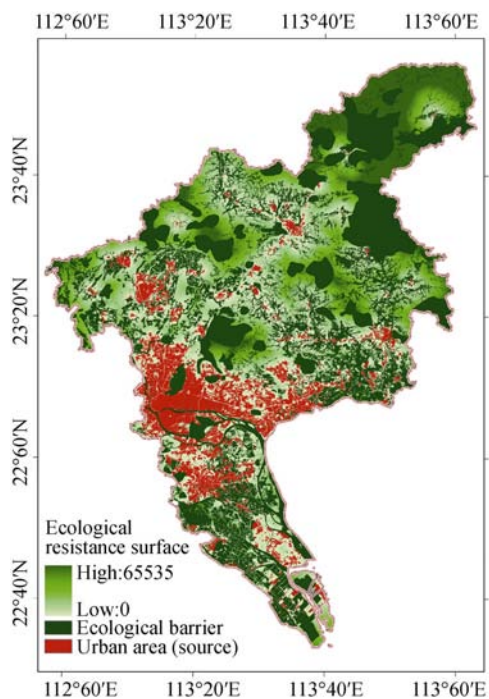 112°60′E 113°20′E 113°40′E 113°60′E
23°40′N
23°20′N
22°60′N
22°40′N
Ecological
resistance surface
High:65535
Low:0
Ecological barrier
Urban area (source)
112°60′E 113°20′E 113°40′E 113°60′E